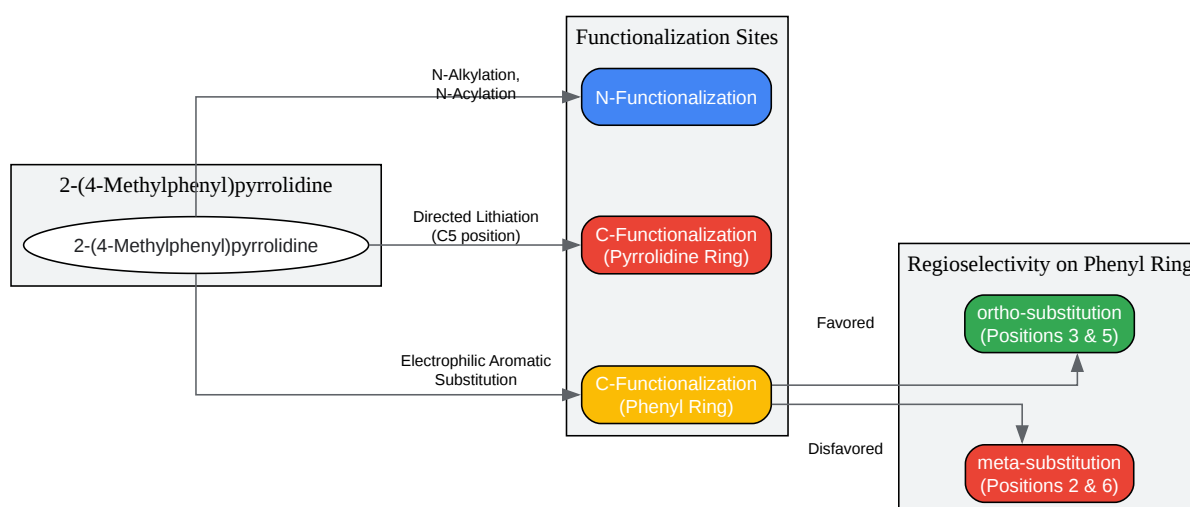 Functionalization Sites
N-Alkylation,
N-Acylation
N-Functionalization
2-(4-Methylphenyl)pyrrolidine
2-(4-Methylphenyl)pyrrolidine
Directed Lithiation
(C5 position)
C-Functionalization
(Pyrrolidine Ring)
Regioselectivity on Phenyl Ring
Favored
ortho-substitution
(Positions 3 & 5)
Electrophilic Aromatic
Substitution
C-Functionalization
(Phenyl Ring)
Disfavored
meta-substitution
(Positions 2 & 6)